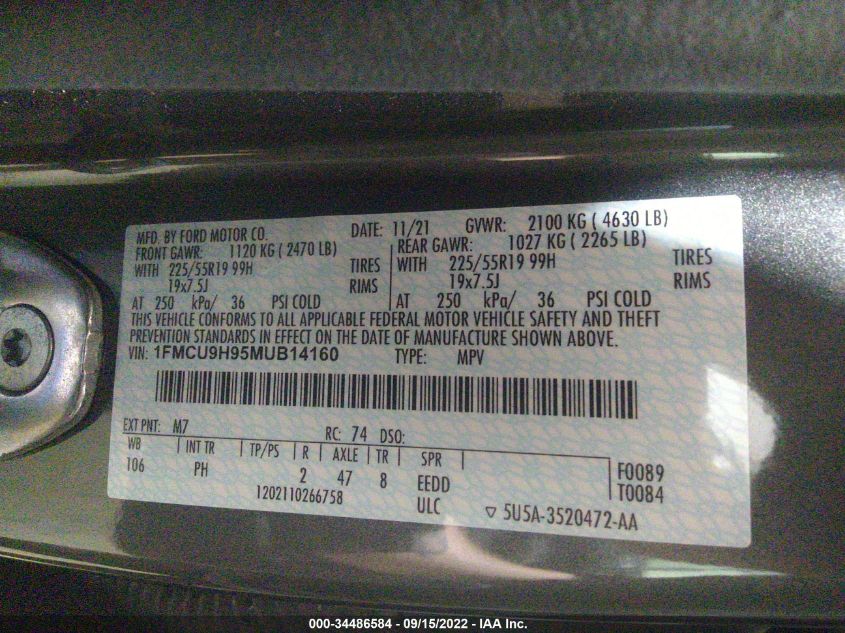 MFD. BY FORD MOTOR CO. DATE: 11/21 GVWR: 2100 KG ( 4630 LB)
FRONT GAWR: 1120 KG ( 2470 LB) REAR GAWR: 1027 KG ( 2265 LB)
WITH 225/55R19 99H TIRES WITH 225/55R19 99H TIRES
19x7.5J RIMS 19x7.5J RIMS
AT 250 kPa/ 36 PSI COLD AT 250 kPa/ 36 PSI COLD
THIS VEHICLE CONFORMS TO ALL APPLICABLE FEDERAL MOTOR VEHICLE SAFETY AND THEFT
PREVENTION STANDARDS IN EFFECT ON THE DATE OF MANUFACTURE SHOWN ABOVE.
VIN: 1FMCU9H95MUB14160 TYPE: MPV
EXT PNT: M7 RC: 74 DSO:
WB INT TR TP/PS R AXLE TR SPR F0089
106 PH 2 47 8 EEDD T0084
1202110266758 ULC ▽ 5U5A-3520472-AA
000-34486584 - 09/15/2022 - IAA Inc.